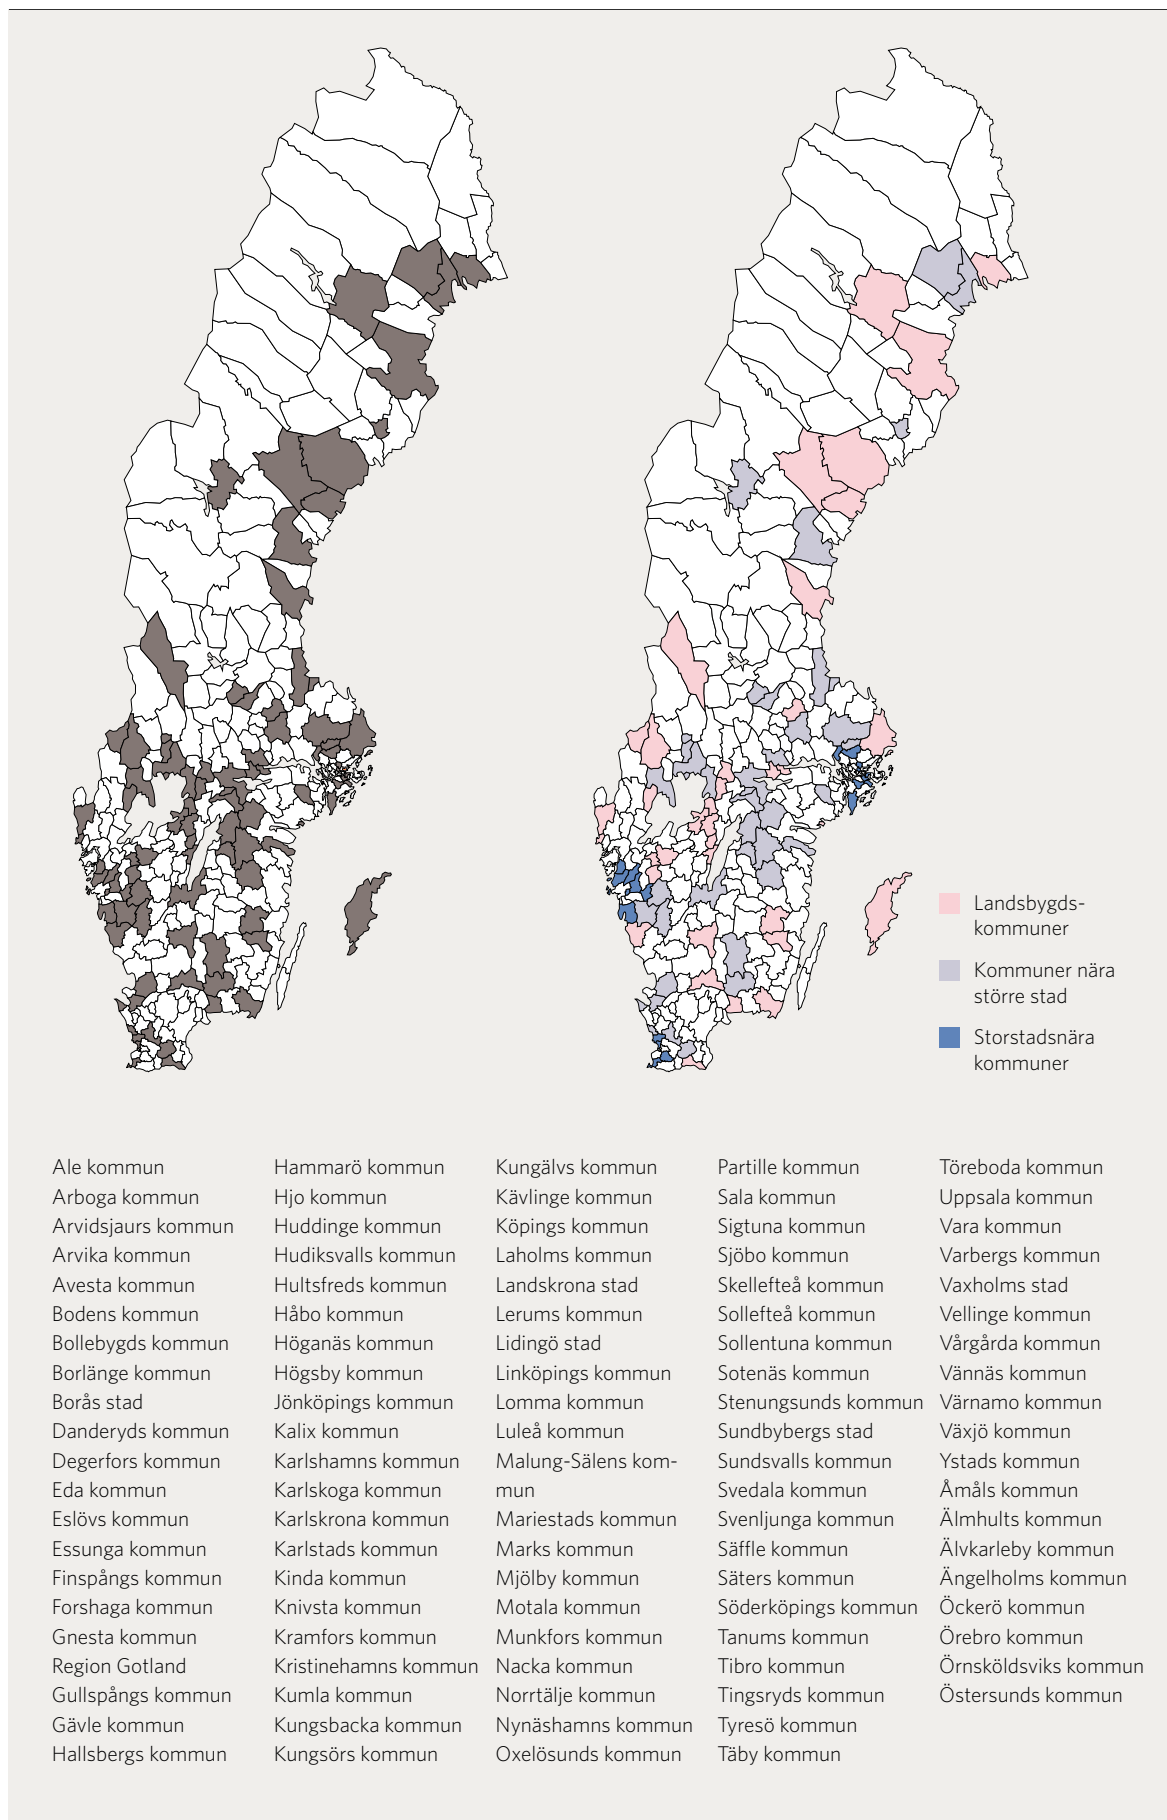 Landsbygds-
kommuner
Kommuner nära
större stad
Storstadsnära
kommuner
Ale kommun
Arboga kommun
Arvidsjaurs kommun
Arvika kommun
Avesta kommun
Bodens kommun
Bollebygds kommun
Borlänge kommun
Borås stad
Danderyds kommun
Degerfors kommun
Eda kommun
Eslövs kommun
Essunga kommun
Finspångs kommun
Forshaga kommun
Gnesta kommun
Region Gotland
Gullspångs kommun
Gävle kommun
Hallsbergs kommun
Hammarö kommun
Hjo kommun
Huddinge kommun
Hudiksvalls kommun
Hultsfreds kommun
Håbo kommun
Höganäs kommun
Högsby kommun
Jönköpings kommun
Kalix kommun
Karlshamns kommun
Karlskoga kommun
Karlskrona kommun
Karlstads kommun
Kinda kommun
Knivsta kommun
Kramfors kommun
Kristinehamns kommun
Kumla kommun
Kungsbacka kommun
Kungsörs kommun
Kungälvs kommun
Kävlinge kommun
Köpings kommun
Laholms kommun
Landskrona stad
Lerums kommun
Lidingö stad
Linköpings kommun
Lomma kommun
Luleå kommun
Malung-Sälens kom-
mun
Mariestads kommun
Marks kommun
Mjölby kommun
Motala kommun
Munkfors kommun
Nacka kommun
Norrtälje kommun
Nynäshamns kommun
Oxelösunds kommun
Partille kommun
Sala kommun
Sigtuna kommun
Sjöbo kommun
Skellefteå kommun
Sollefteå kommun
Sollentuna kommun
Sotenäs kommun
Stenungsunds kommun
Sundbybergs stad
Sundsvalls kommun
Svedala kommun
Svenljunga kommun
Säffle kommun
Säters kommun
Söderköpings kommun
Tanums kommun
Tibro kommun
Tingsryds kommun
Tyresö kommun
Täby kommun
Töreboda kommun
Uppsala kommun
Vara kommun
Varbergs kommun
Vaxholms stad
Vellinge kommun
Vårgårda kommun
Vännäs kommun
Värnamo kommun
Växjö kommun
Ystads kommun
Åmåls kommun
Älmhults kommun
Älvkarleby kommun
Ängelholms kommun
Öckerö kommun
Örebro kommun
Örnsköldsviks kommun
Östersunds kommun